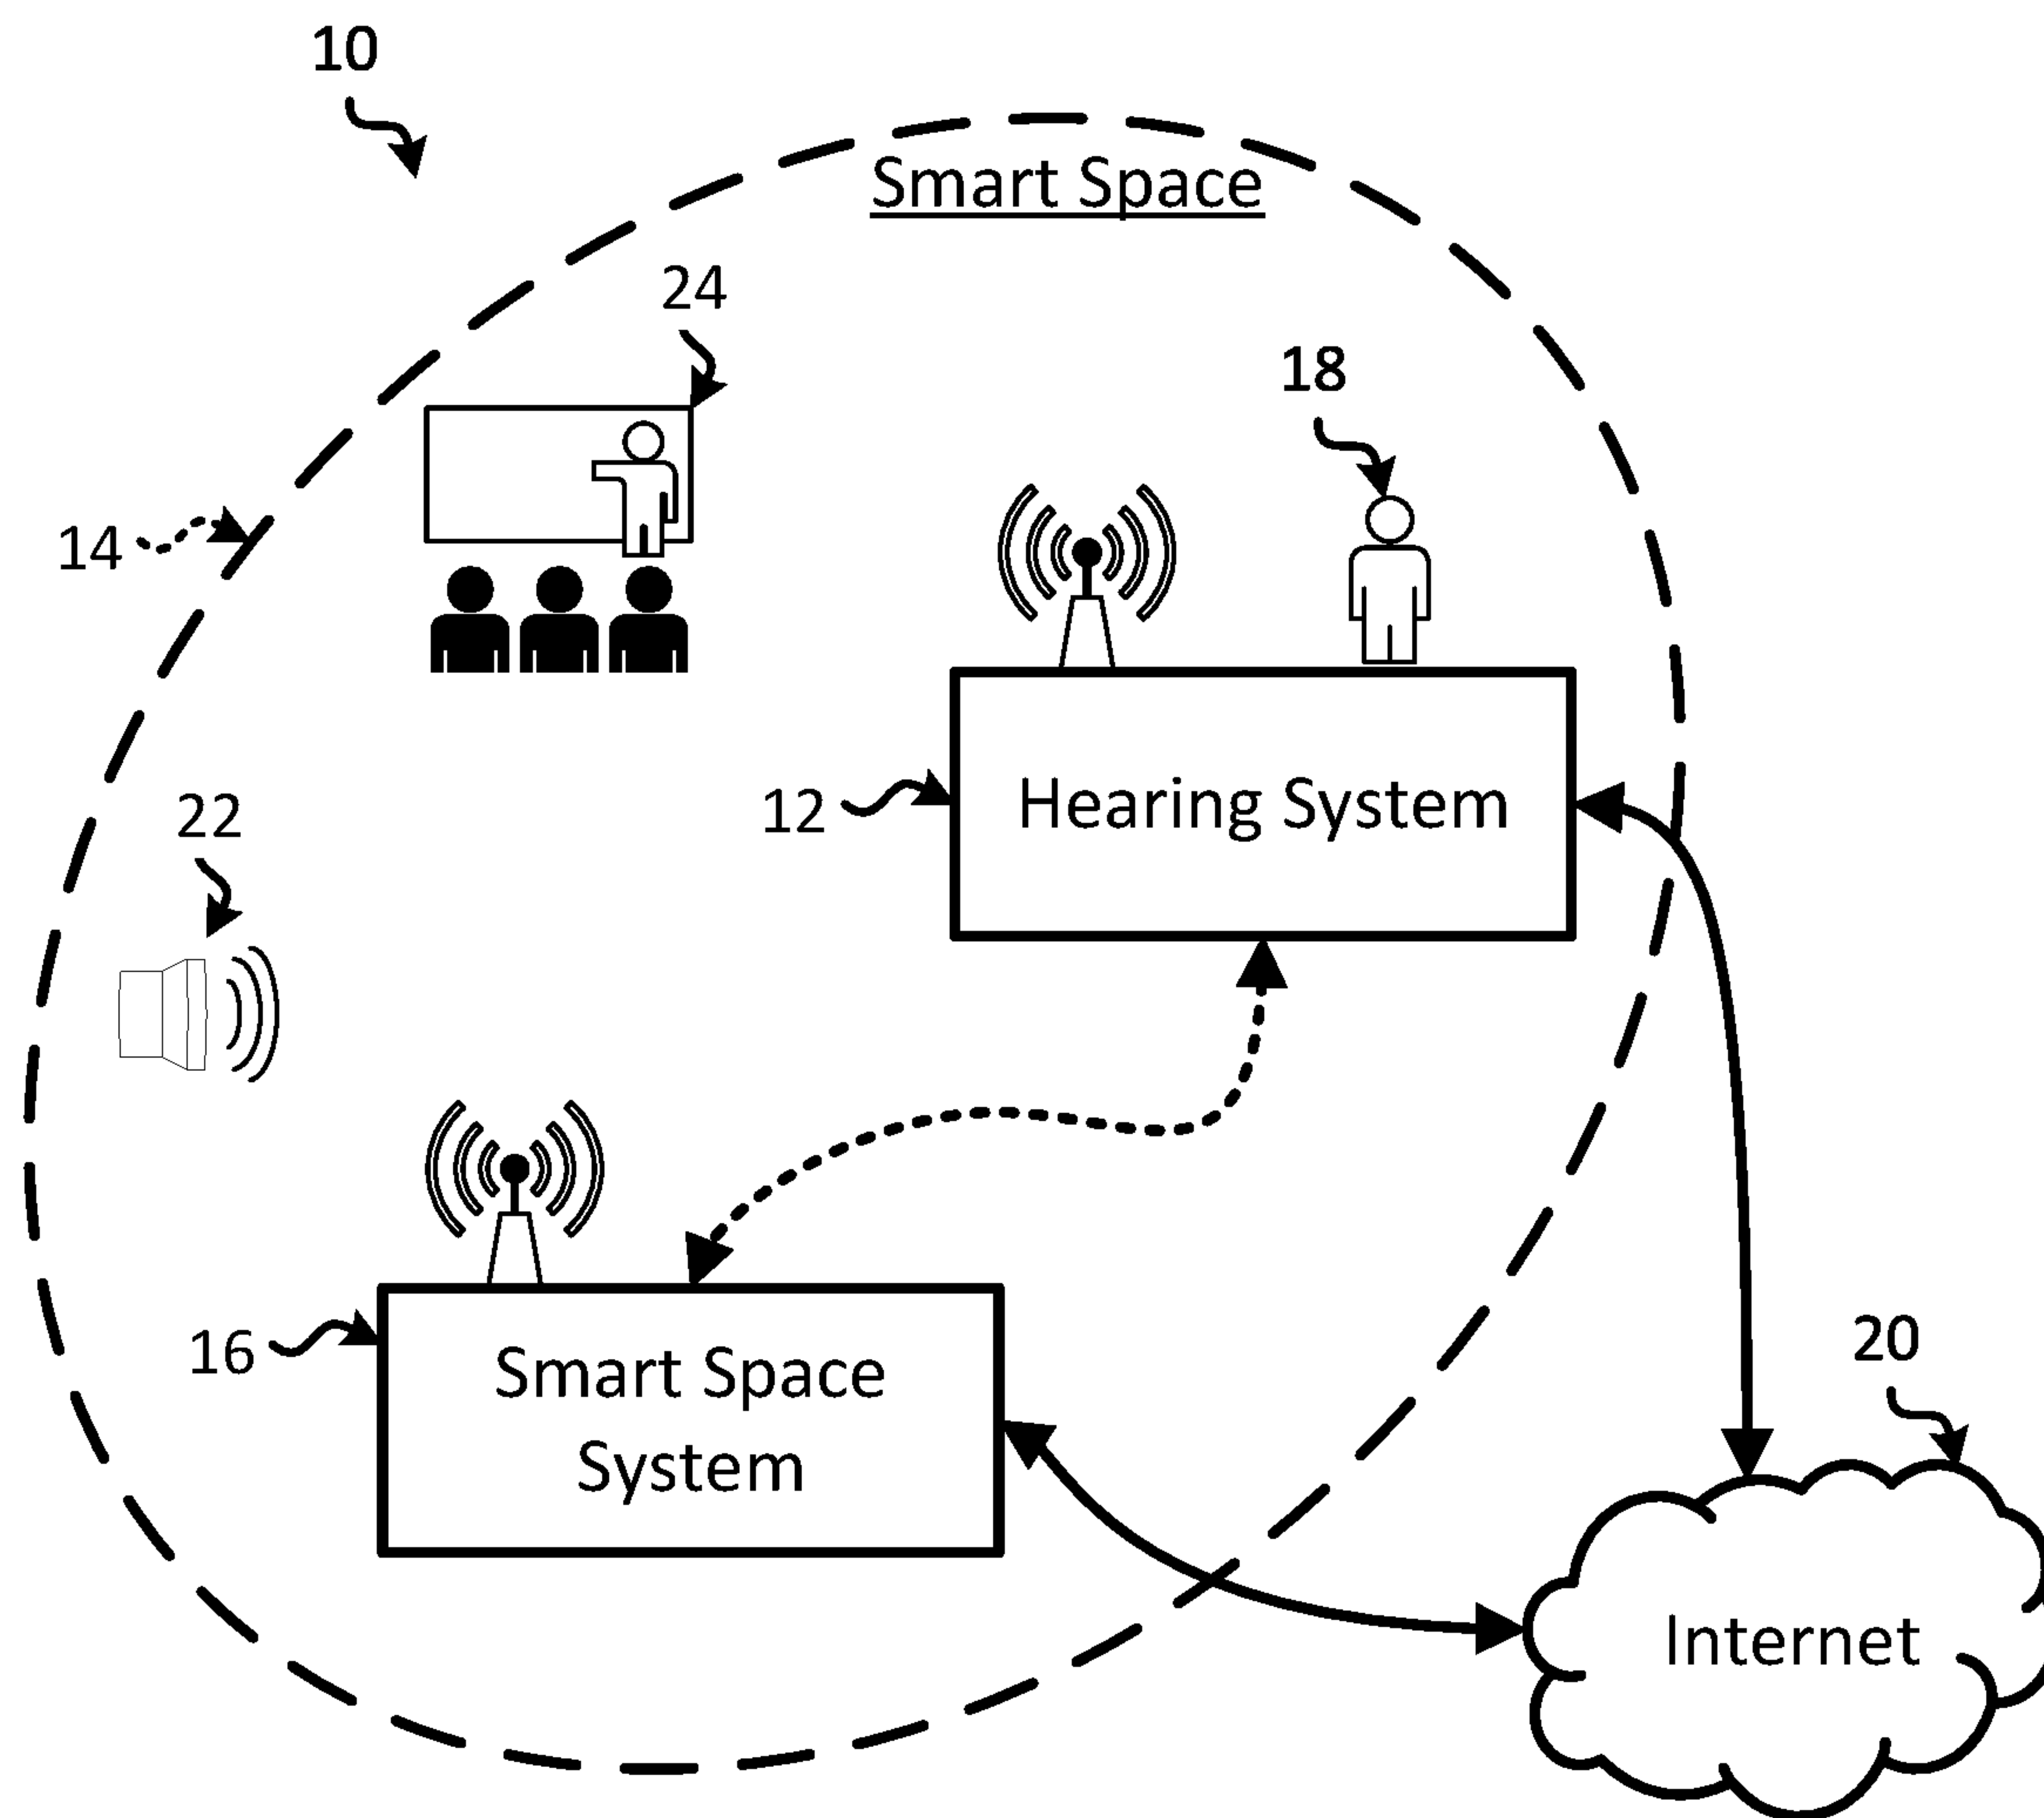 10
Smart Space
24
18
14
12
Hearing System
22
16
Smart Space
System
20
Internet